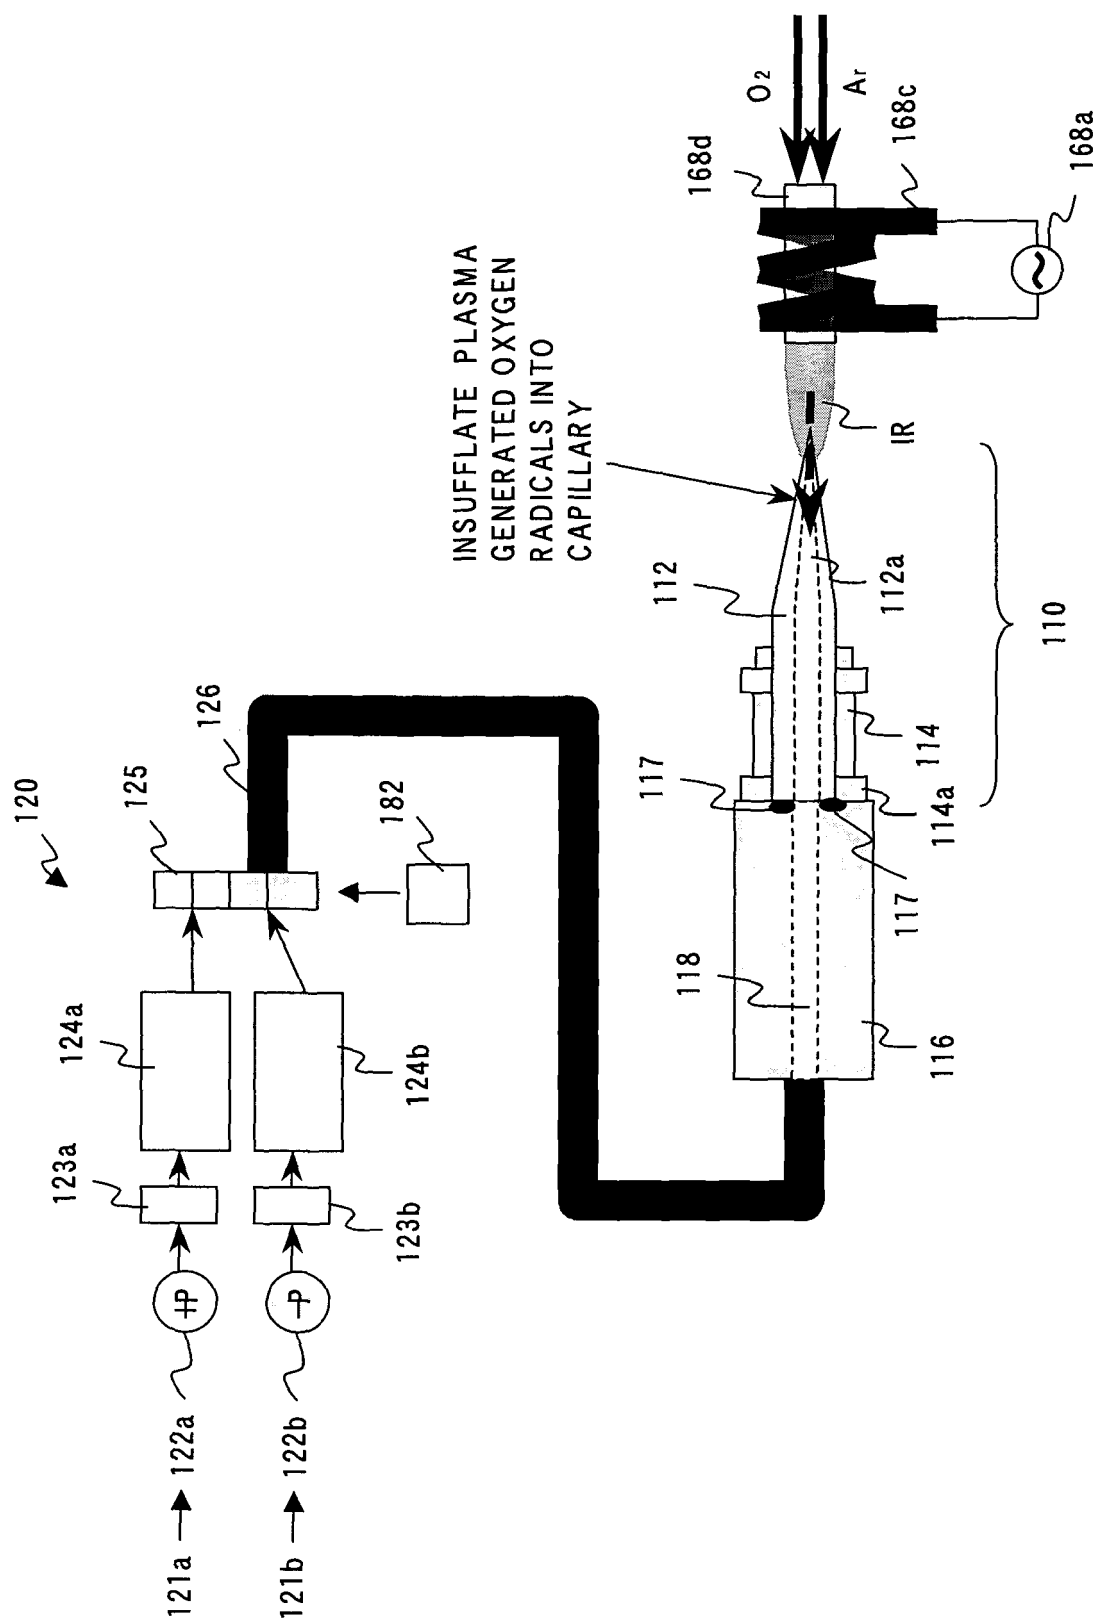 120
125
126
182
124a
124b
123a
123b
+P
-P
121a
122a
121b
122b
INSUFFLATE PLASMA
GENERATED OXYGEN
RADICALS INTO
CAPILLARY
O2
Ar
168d
168c
168a
IR
112
112a
110
117
114
114a
117
118
116